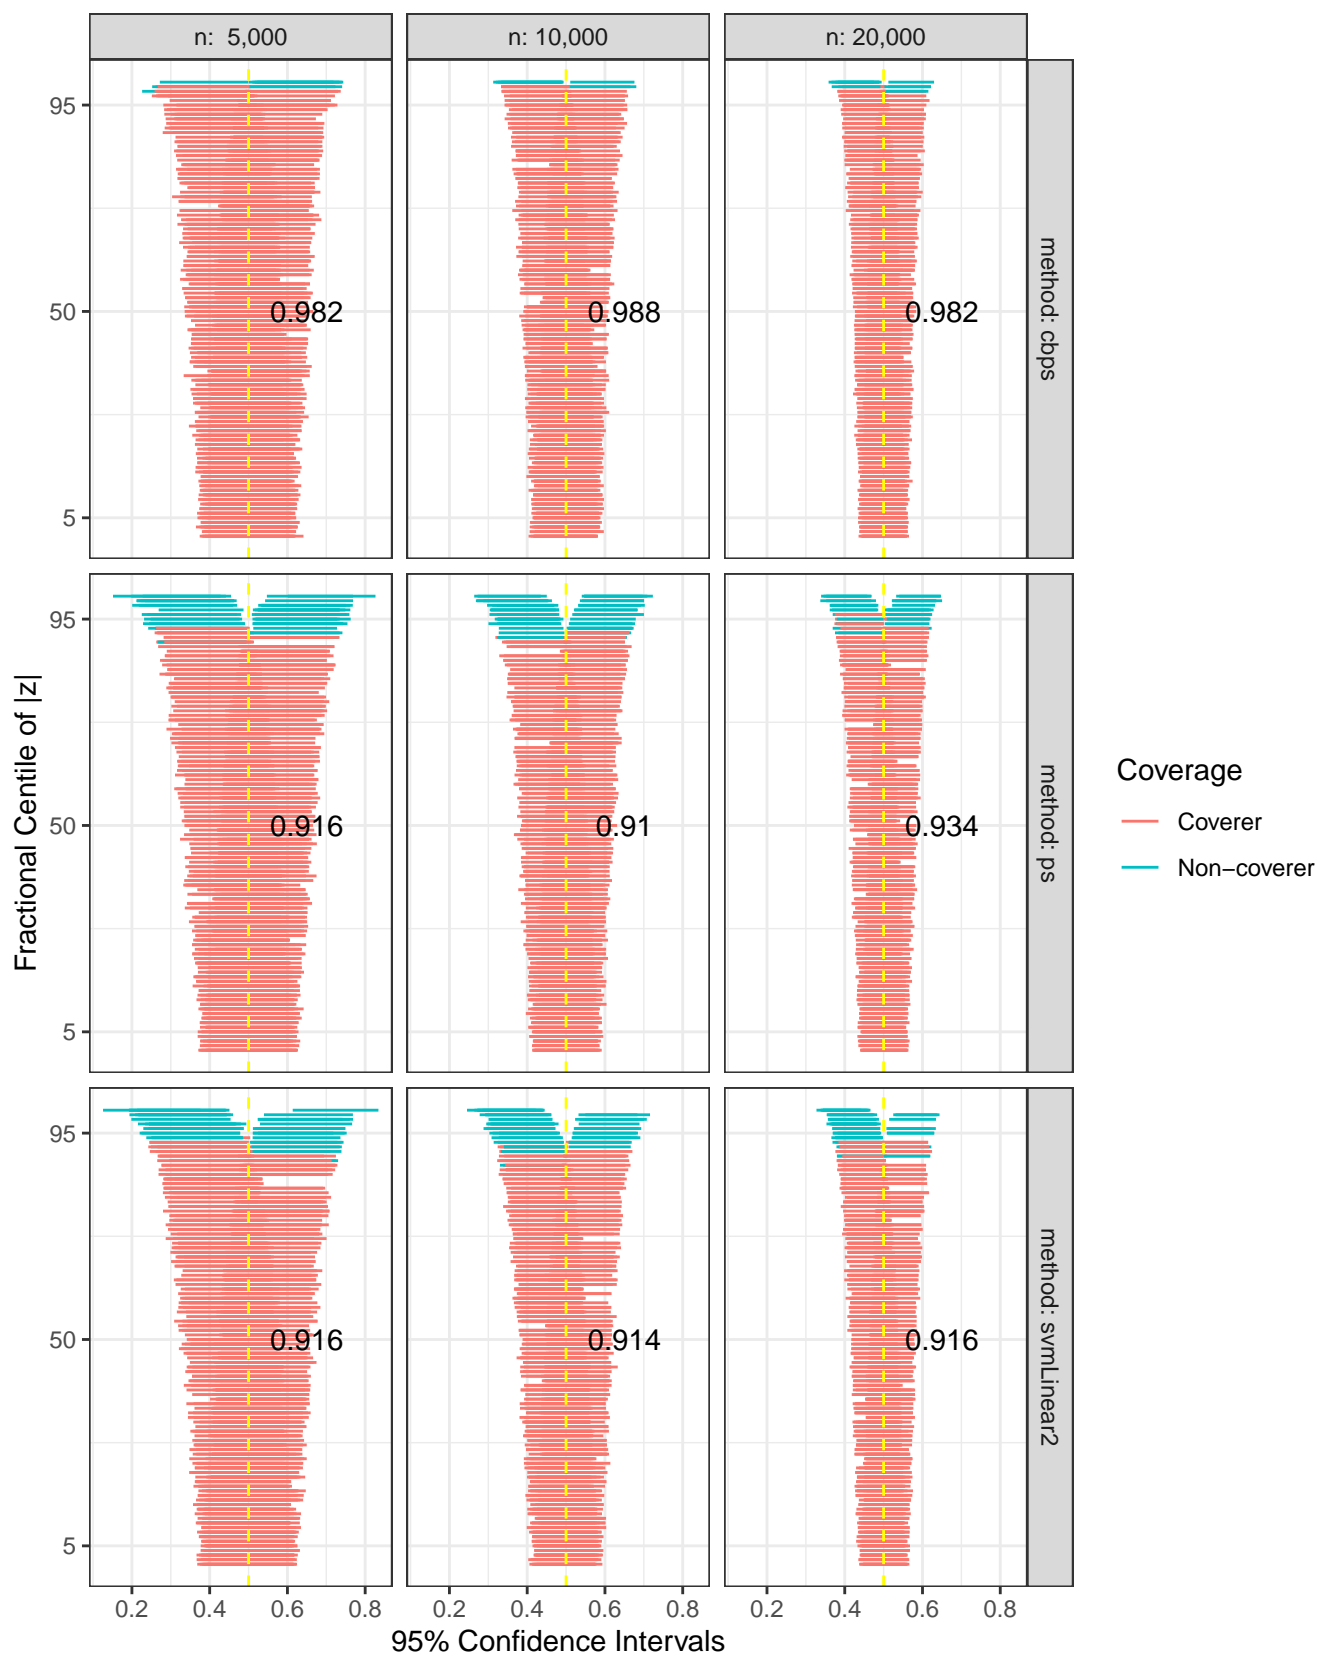 n:  5,000
n: 10,000
n: 20,000
95
50
5
0.982
0.988
0.982
method: cbps
95
50
5
0.916
0.91
0.934
method: ps
95
50
5
0.916
0.914
0.916
method: svmLinear2
Fractional Centile of |z|
0.2 0.4 0.6 0.8
0.2 0.4 0.6 0.8
0.2 0.4 0.6 0.8
95% Confidence Intervals
Coverage
Coverer
Non−coverer